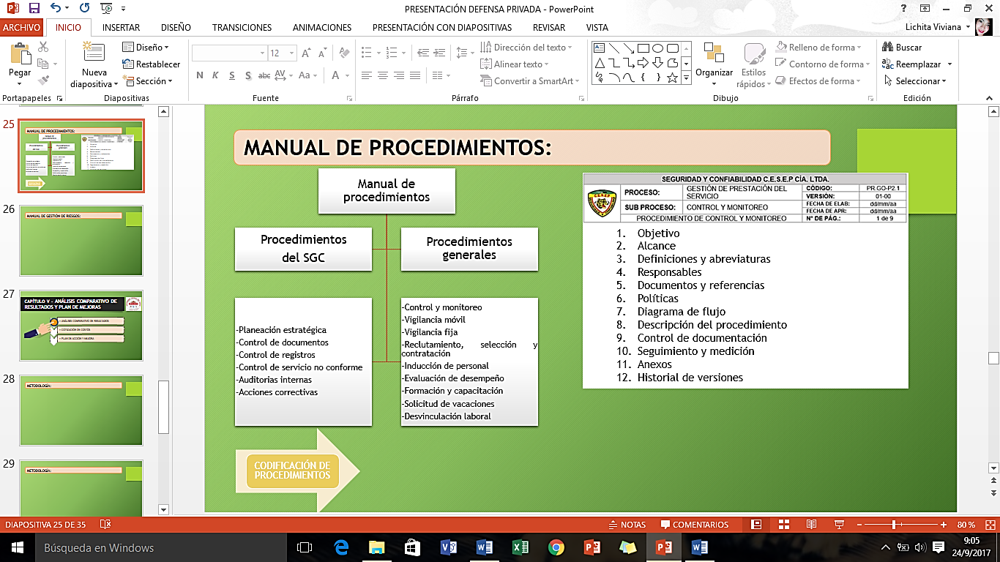 PRESENTACIÓN DEFENSA PRIVADA - PowerPoint
ARCHIVO INICIO INSERTAR DISEÑO TRANSICIONES ANIMACIONES PRESENTACIÓN CON DIAPOSITIVAS REVISAR VISTA Lichita Viviana
Pegar
Portapapeles
Nueva
diapositiva
Diseño
Restablecer
Sección
Diapositivas
12
N K S S abc AV Aa A
Fuente
Dirección del texto
Alinear texto
Convertir a SmartArt
Párrafo
Organizar
Estilos
rápidos
Relleno de forma
Contorno de forma
Efectos de forma
Dibujo
Buscar
Reemplazar
Seleccionar
Edición
25
MANUAL DE PROCEDIMIENTOS:
26
MANUAL DE GESTIÓN DE RIESGOS:
27
CAPÍTULO V - ANÁLISIS COMPARATIVO DE
RESULTADOS Y PLAN DE MEJORAS
• ANÁLISIS COMPARATIVO DE RESULTADOS
• COTIZACIÓN DE COSTOS
• PLAN DE ACCIÓN Y MEJORA
28
METODOLOGÍA:
29
METODOLOGÍA:
MANUAL DE PROCEDIMIENTOS:
Manual de
procedimientos
Procedimientos
del SGC
Procedimientos
generales
-Planeación estratégica
-Control de documentos
-Control de registros
-Control de servicio no conforme
-Auditorias internas
-Acciones correctivas
-Control y monitoreo
-Vigilancia móvil
-Vigilancia fija
-Reclutamiento, selección y
contratación
-Inducción de personal
-Evaluación de desempeño
-Formación y capacitación
-Solicitud de vacaciones
-Desvinculación laboral
CODIFICACIÓN DE
PROCEDIMIENTOS
SEGURIDAD Y CONFIABILIDAD C.E.S.E.P CÍA. LTDA.
PROCESO: GESTIÓN DE PRESTACIÓN DEL
SERVICIO
CÓDIGO: PR.GO-P2.1
VERSIÓN: 01-00
SUB PROCESO: CONTROL Y MONITOREO
FECHA DE ELAB: dd/mm/aa
FECHA DE APR: dd/mm/aa
PROCEDIMIENTO DE CONTROL Y MONITOREO N° DE PÁG.: 1 de 9
1. Objetivo
2. Alcance
3. Definiciones y abreviaturas
4. Responsables
5. Documentos y referencias
6. Políticas
7. Diagrama de flujo
8. Descripción del procedimiento
9. Control de documentación
10. Seguimiento y medición
11. Anexos
12. Historial de versiones
DIAPOSITIVA 25 DE 35 NOTAS COMENTARIOS 80 %
Búsqueda en Windows
9:05
24/9/2017